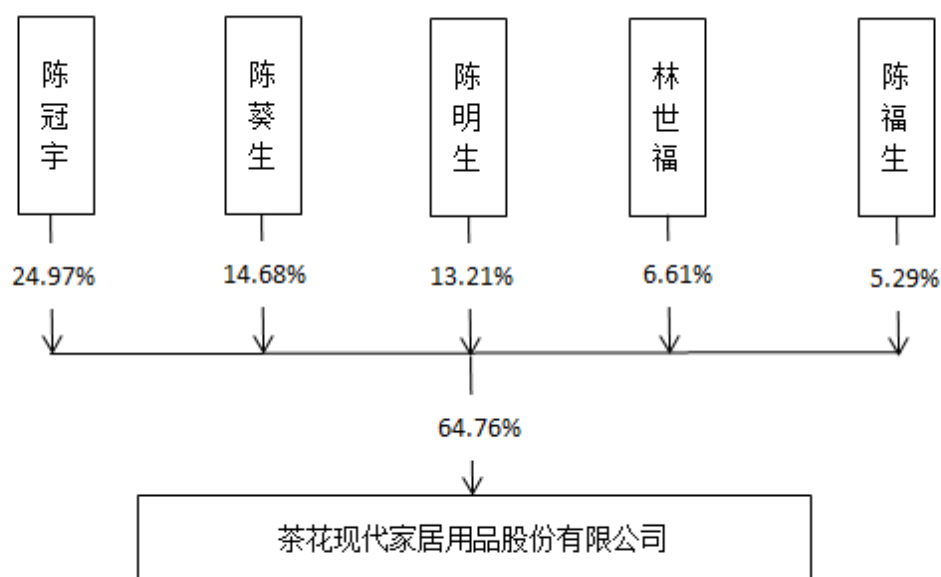 陈冠宇
陈葵生
陈明生
林世福
陈福生
24.97%
14.68%
13.21%
6.61%
5.29%
64.76%
茶花现代家居用品股份有限公司